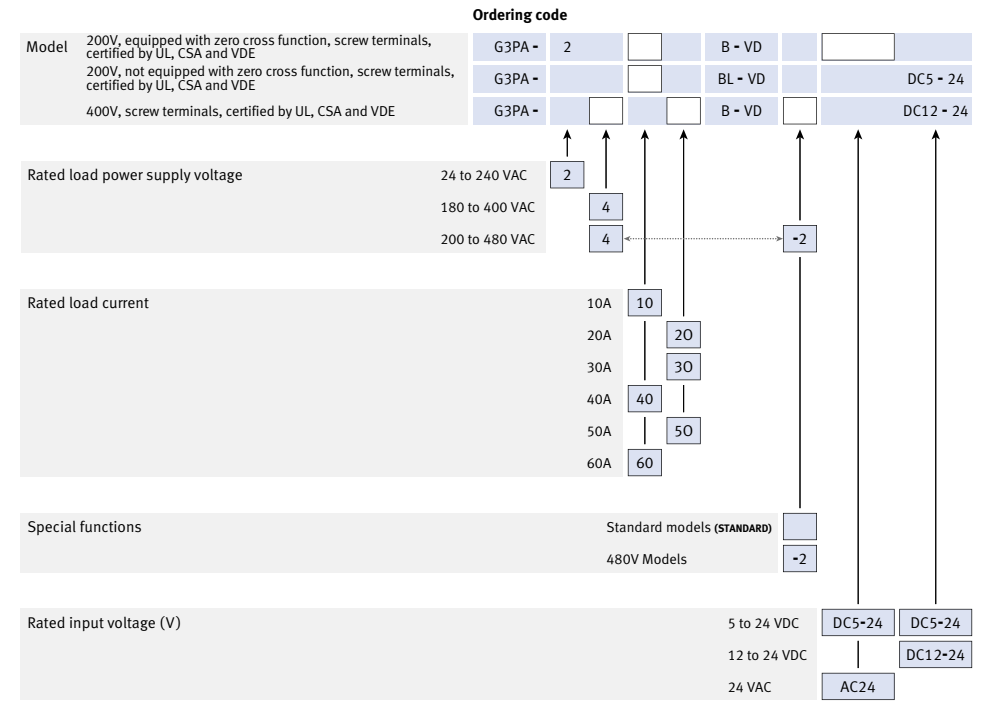 Ordering code
Model 200V, equipped with zero cross function, screw terminals, certified by UL, CSA and VDE G3PA - 2 B - VD
200V, not equipped with zero cross function, screw terminals, certified by UL, CSA and VDE G3PA - BL - VD DC5 - 24
400V, screw terminals, certified by UL, CSA and VDE G3PA - B - VD DC12 - 24
Rated load power supply voltage 24 to 240 VAC 2
180 to 400 VAC 4
200 to 480 VAC 4 -2
Rated load current 10A 10
20A 20
30A 30
40A 40
50A 50
60A 60
Special functions Standard models (STANDARD)
480V Models -2
Rated input voltage (V) 5 to 24 VDC DC5-24 DC5-24
12 to 24 VDC DC12-24
24 VAC AC24